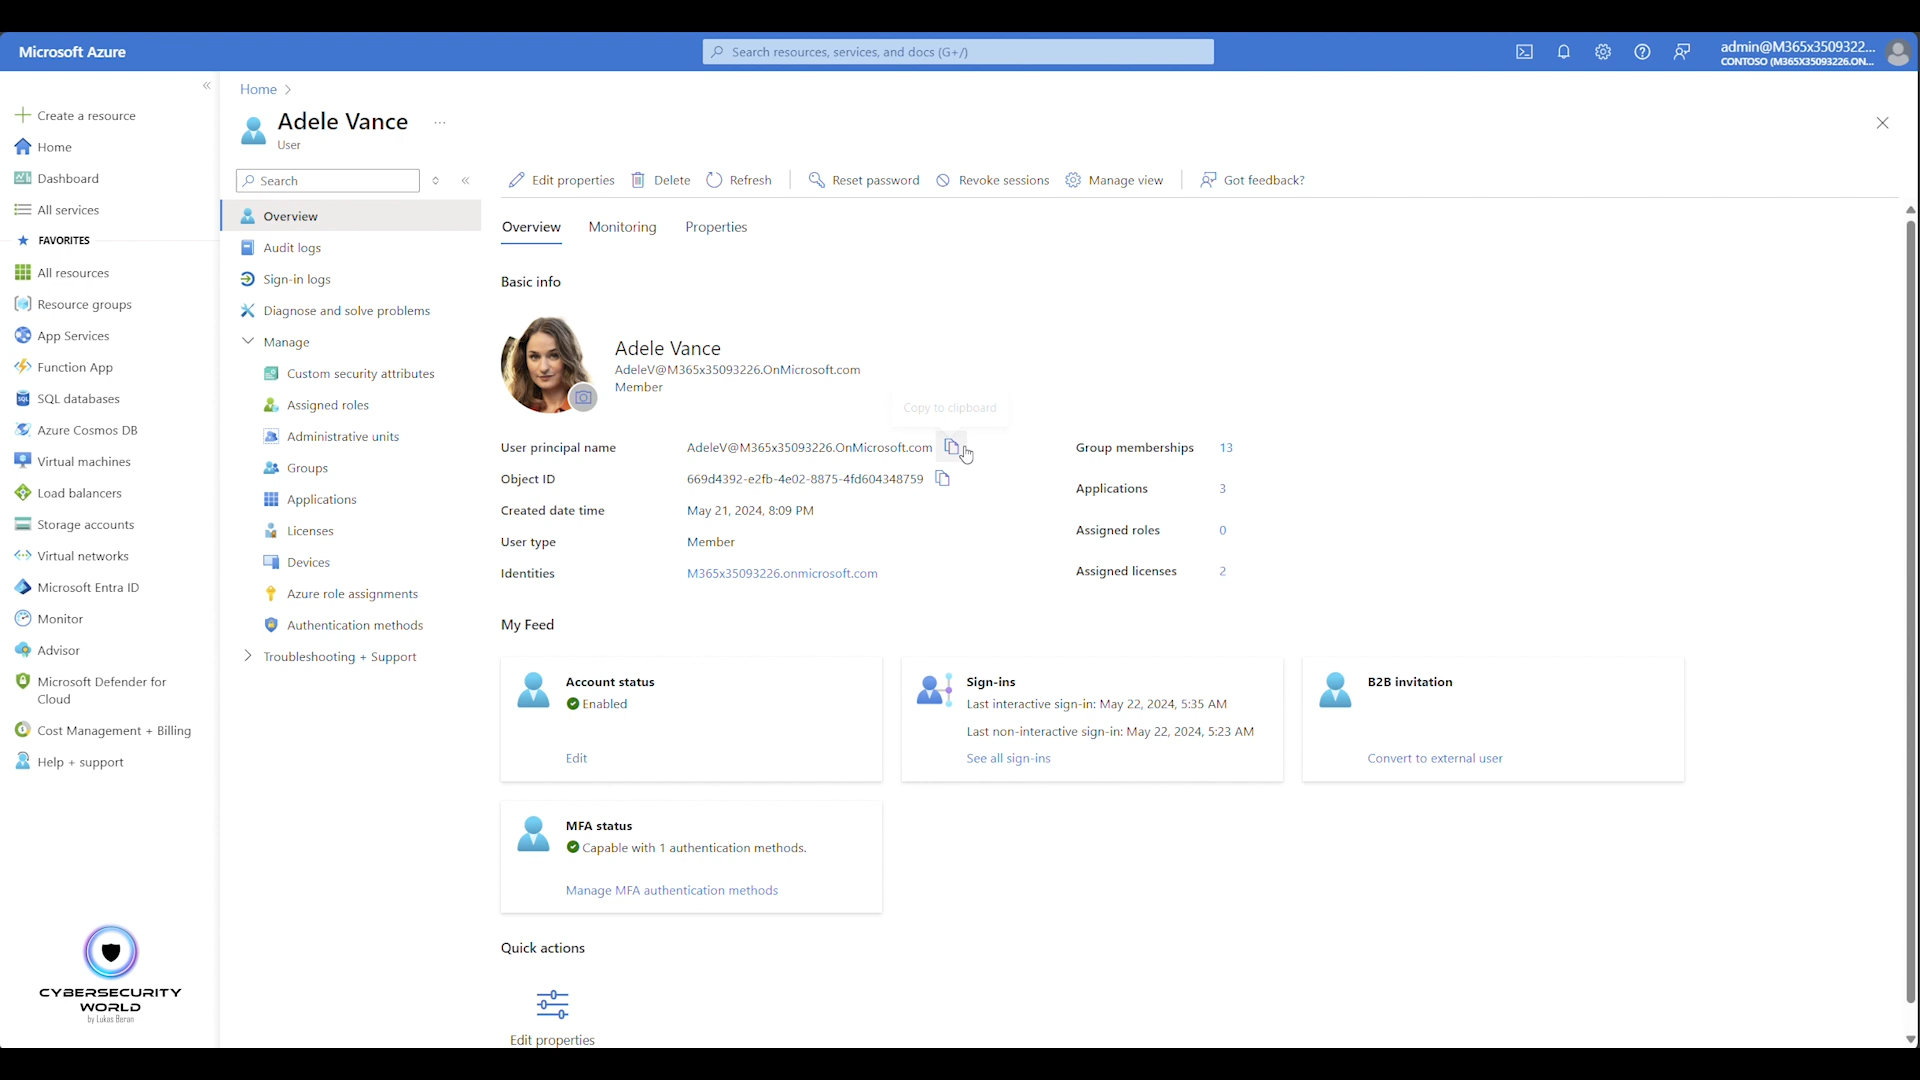 Microsoft Azure
Search resources, services, and docs (G+/)
admin@M365x3509322...
CONTOSO (M365X35093226.ON...
Create a resource
Home
Dashboard
All services
FAVORITES
All resources
Resource groups
App Services
Function App
SQL databases
Azure Cosmos DB
Virtual machines
Load balancers
Storage accounts
Virtual networks
Microsoft Entra ID
Monitor
Advisor
Microsoft Defender for
Cloud
Cost Management + Billing
Help + support
CYBERSECURITY
WORLD
by Lukas Beran
Home
Adele Vance
User
Search
Overview
Audit logs
Sign-in logs
Diagnose and solve problems
Manage
Custom security attributes
Assigned roles
Administrative units
Groups
Applications
Licenses
Devices
Azure role assignments
Authentication methods
Troubleshooting + Support
Edit properties Delete Refresh Reset password Revoke sessions Manage view Got feedback?
Overview Monitoring Properties
Basic info
Adele Vance
AdeleV@M365x35093226.OnMicrosoft.com
Member
Copy to clipboard
User principal name AdeleV@M365x35093226.OnMicrosoft.com
Object ID 669d4392-e2fb-4e02-8875-4fd604348759
Created date time May 21, 2024, 8:09 PM
User type Member
Identities M365x35093226.onmicrosoft.com
Group memberships 13
Applications 3
Assigned roles 0
Assigned licenses 2
My Feed
Account status
Enabled
Edit
Sign-ins
Last interactive sign-in: May 22, 2024, 5:35 AM
Last non-interactive sign-in: May 22, 2024, 5:23 AM
See all sign-ins
B2B invitation
Convert to external user
MFA status
Capable with 1 authentication methods.
Manage MFA authentication methods
Quick actions
Edit properties